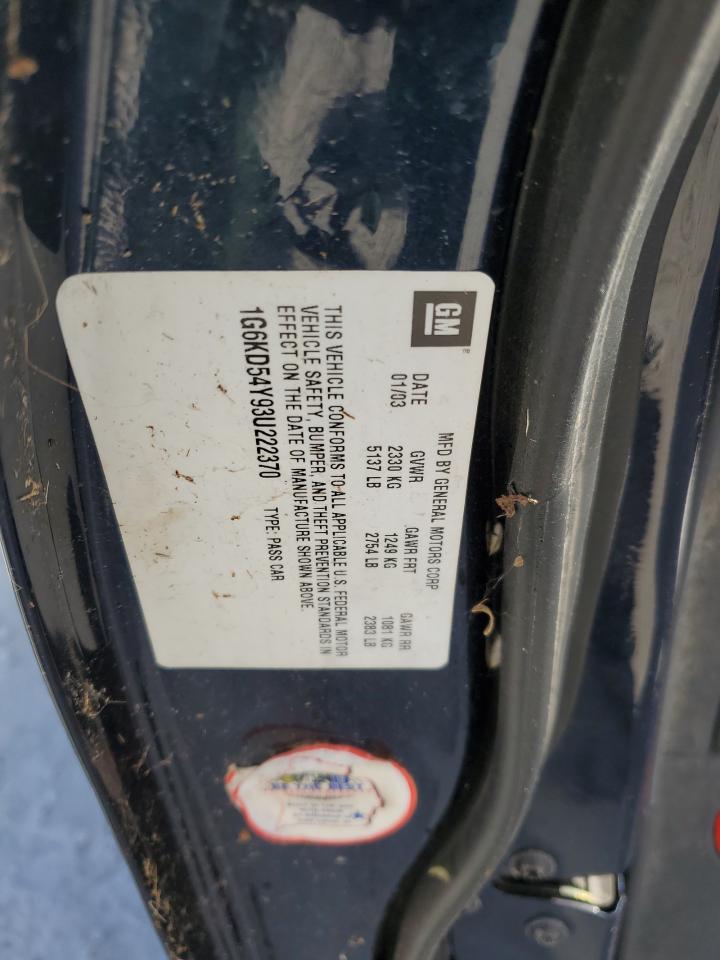 GM
MFD BY GENERAL MOTORS CORP
DATE GVWR GAWR FRT GAWR RR
01/03 2330 KG 1249 KG 1081 KG
5137 LB 2754 LB 2383 LB
THIS VEHICLE CONFORMS TO ALL APPLICABLE U.S. FEDERAL MOTOR
VEHICLE SAFETY, BUMPER, AND THEFT PREVENTION STANDARDS IN
EFFECT ON THE DATE OF MANUFACTURE SHOWN ABOVE.
1G6KD54Y93U222370 TYPE: PASS CAR